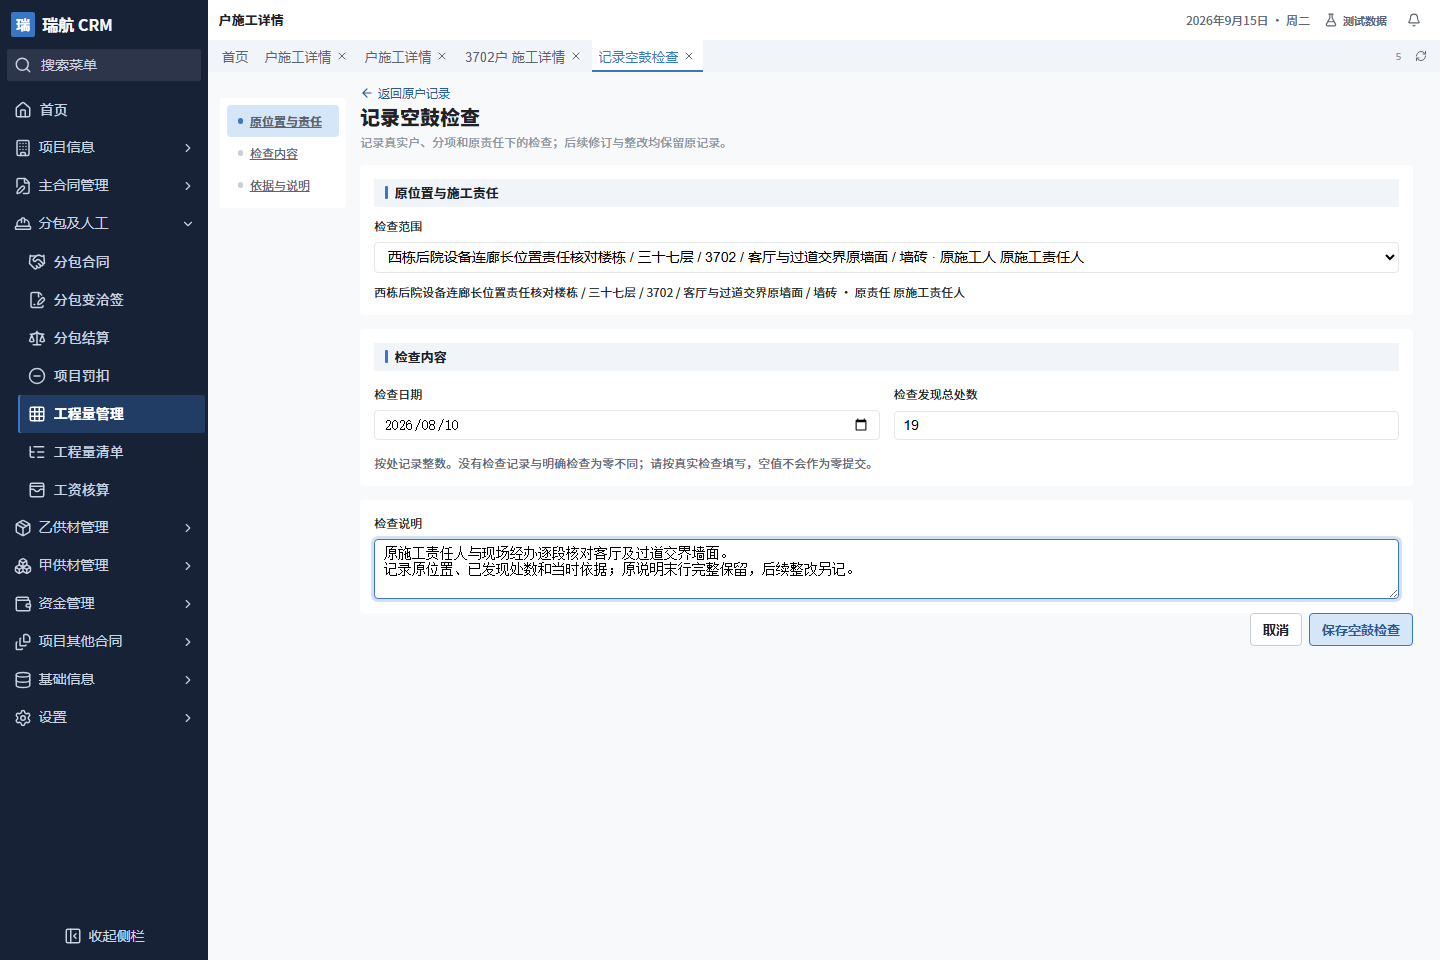 瑞 瑞航 CRM
搜索菜单
首页
项目信息
主合同管理
分包及人工
分包合同
分包变洽签
分包结算
项目罚扣
工程量管理
工程量清单
工资核算
乙供材管理
甲供材管理
资金管理
项目其他合同
基础信息
设置
收起侧栏
户施工详情
2026年9月15日 • 周二 测试数据
首页 户施工详情 × 户施工详情 × 3702户 施工详情 × 记录空鼓检查 × 5
原位置与责任
检查内容
依据与说明
← 返回原户记录
记录空鼓检查
记录真实户、分项和原责任下的检查；后续修订与整改均保留原记录。
原位置与施工责任
检查范围
西栋后院设备连廊长位置责任核对楼栋 / 三十七层 / 3702 / 客厅与过道交界原墙面 / 墙砖 · 原施工人 原施工责任人
西栋后院设备连廊长位置责任核对楼栋 / 三十七层 / 3702 / 客厅与过道交界原墙面 / 墙砖 • 原责任 原施工责任人
检查内容
检查日期 检查发现总处数
2026/08/10 19
按处记录整数。没有检查记录与明确检查为零不同；请按真实检查填写，空值不会作为零提交。
检查说明
原施工责任人与现场经办逐段核对客厅及过道交界墙面。
记录原位置、已发现处数和当时依据；原说明末行完整保留，后续整改另记。
取消 保存空鼓检查